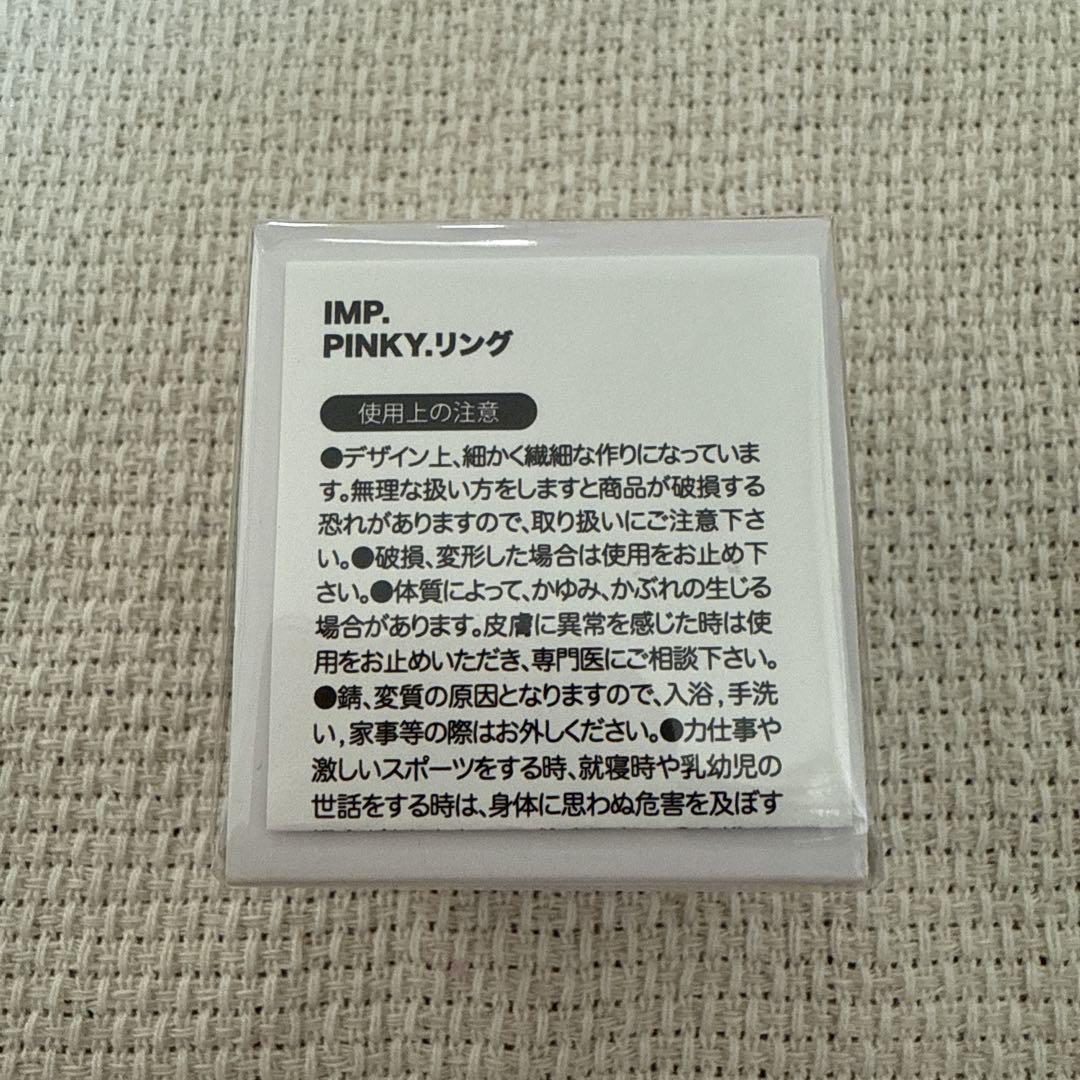 IMP.
PINKY.リング
使用上の注意
●デザイン上、細かく繊細な作りになっていま
す。無理な扱い方をしますと商品が破損する
恐れがありますので、取り扱いにご注意下さ
い。●破損、変形した場合は使用をお止め下
さい。●体質によって、かゆみ、かぶれの生じる
場合があります。皮膚に異常を感じた時は使
用をお止めいただき、専門医にご相談下さい。
●錆、変質の原因となりますので、入浴,手洗
い,家事等の際はお外しください。●力仕事や
激しいスポーツをする時、就寝時や乳幼児の
世話をする時は、身体に思わぬ危害を及ぼす